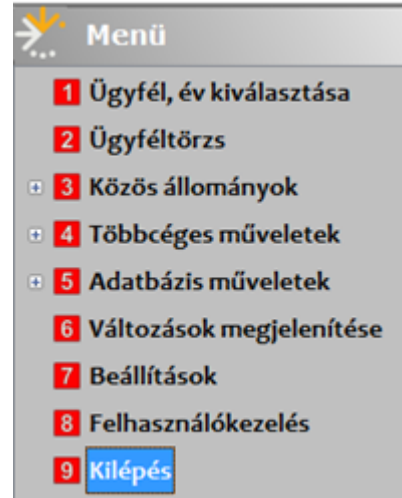 Menü
1 Ügyfél, év kiválasztása
2 Ügyféltörzs
3 Közös állományok
4 Többcéges műveletek
5 Adatbázis műveletek
6 Változások megjelenítése
7 Beállítások
8 Felhasználókezelés
9 Kilépés